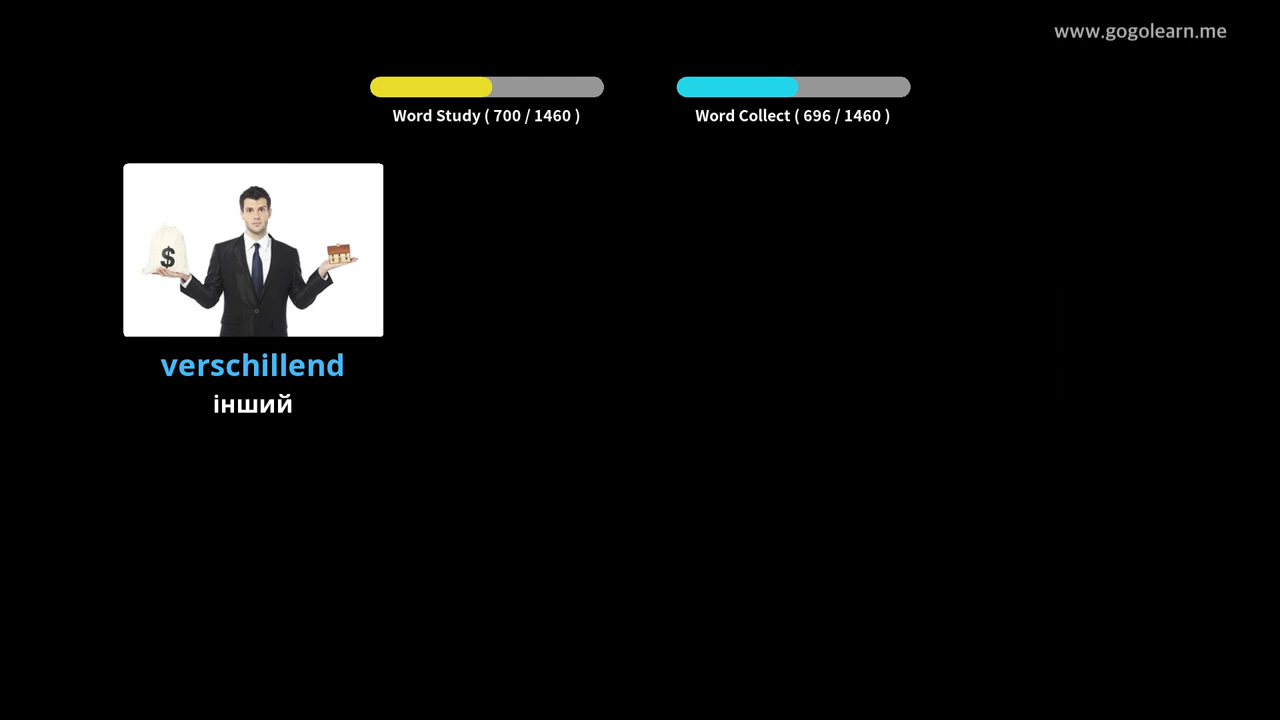 www.gogolearn.me
Word Study ( 700 / 1460 )
Word Collect ( 696 / 1460 )
$
verschillend
інший